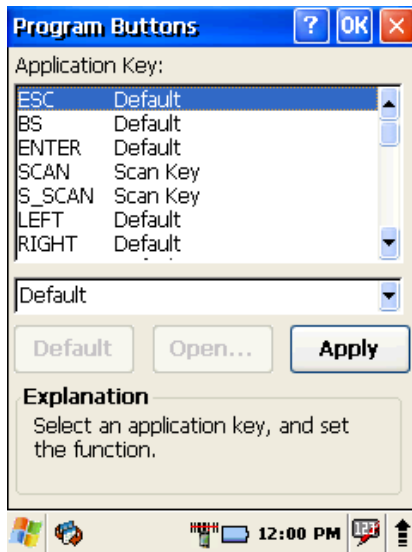 Program Buttons ? OK
Application Key:
ESC Default
BS Default
ENTER Default
SCAN Scan Key
S_SCAN Scan Key
LEFT Default
RIGHT Default
Default
Default Open... Apply
Explanation
Select an application key, and set
the function.
12:00 PM 123